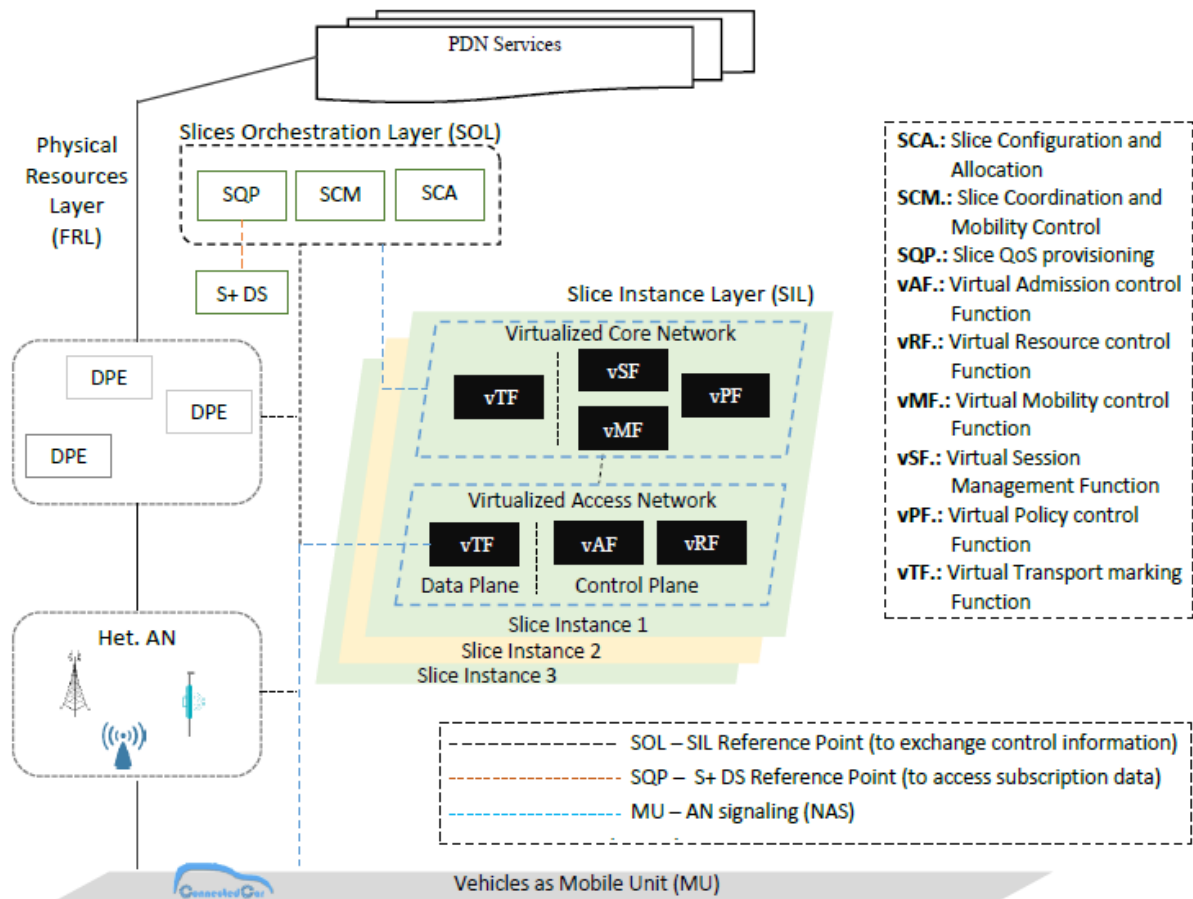 PDN Services
Physical
Resources
Layer
(FRL)
Slices Orchestration Layer (SOL)
SQP
SCM
SCA
S+ DS
DPE
DPE
DPE
Het. AN
Slice Instance Layer (SIL)
Virtualized Core Network
vTF
vSF
vMF
vPF
Virtualized Access Network
vTF
vAF
vRF
Data Plane
Control Plane
Slice Instance 1
Slice Instance 2
Slice Instance 3
SCA.: Slice Configuration and
Allocation
SCM.: Slice Coordination and
Mobility Control
SQP.: Slice QoS provisioning
vAF.: Virtual Admission control
Function
vRF.: Virtual Resource control
Function
vMF.: Virtual Mobility control
Function
vSF.: Virtual Session
Management Function
vPF.: Virtual Policy control
Function
vTF.: Virtual Transport marking
Function
SOL – SIL Reference Point (to exchange control information)
SQP – S+ DS Reference Point (to access subscription data)
MU – AN signaling (NAS)
ConnectedCar
Vehicles as Mobile Unit (MU)